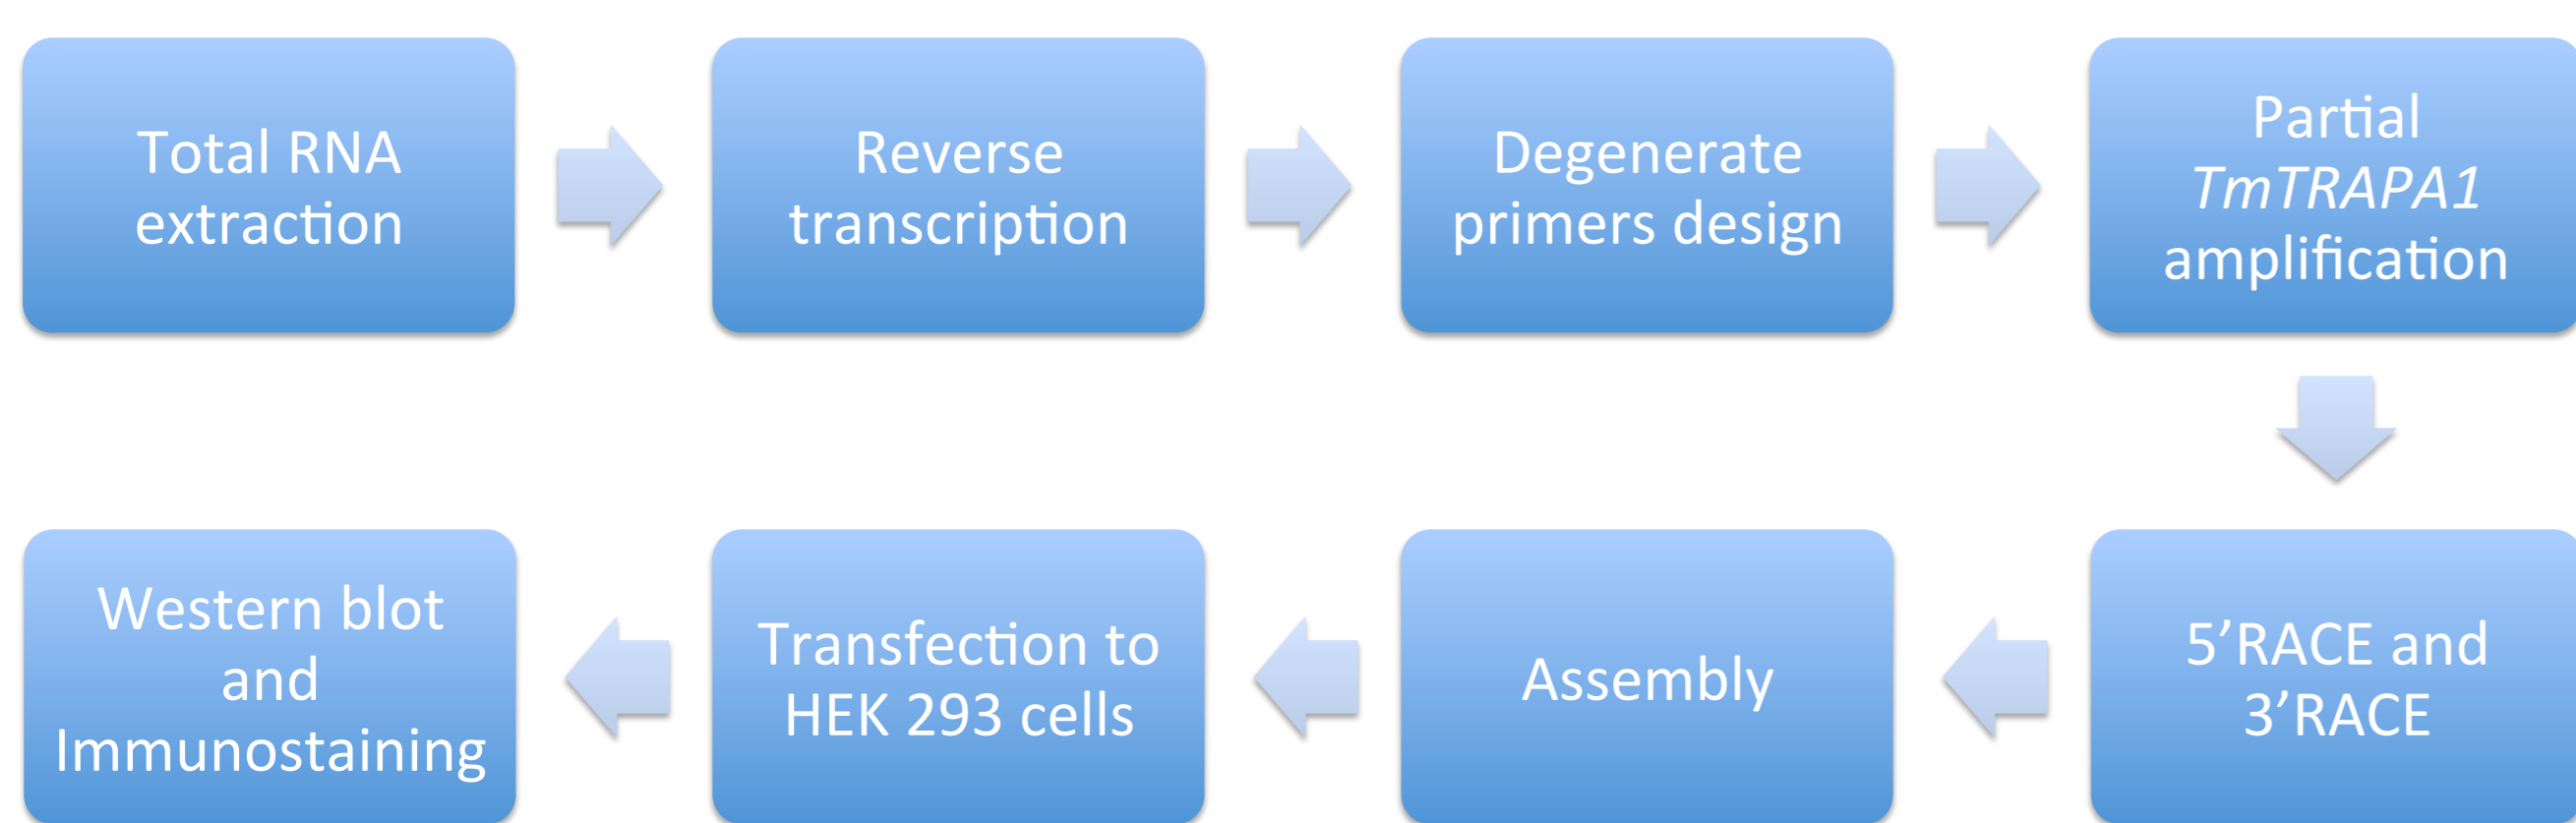 Total RNA
extraction
Reverse
transcription
Degenerate
primers design
Partial
TmTRAPA1
amplification
5’RACE and
3’RACE
Assembly
Transfection to
HEK 293 cells
Western blot
and
Immunostaining